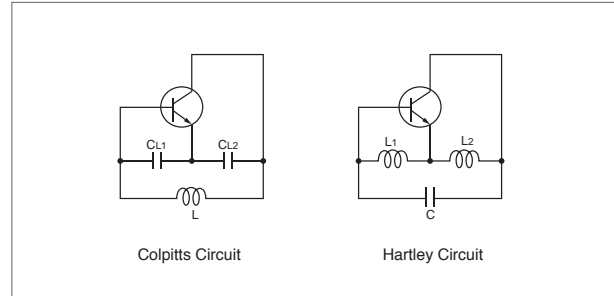 CL1 CL2
L
Colpitts Circuit
L1 L2
C
Hartley Circuit